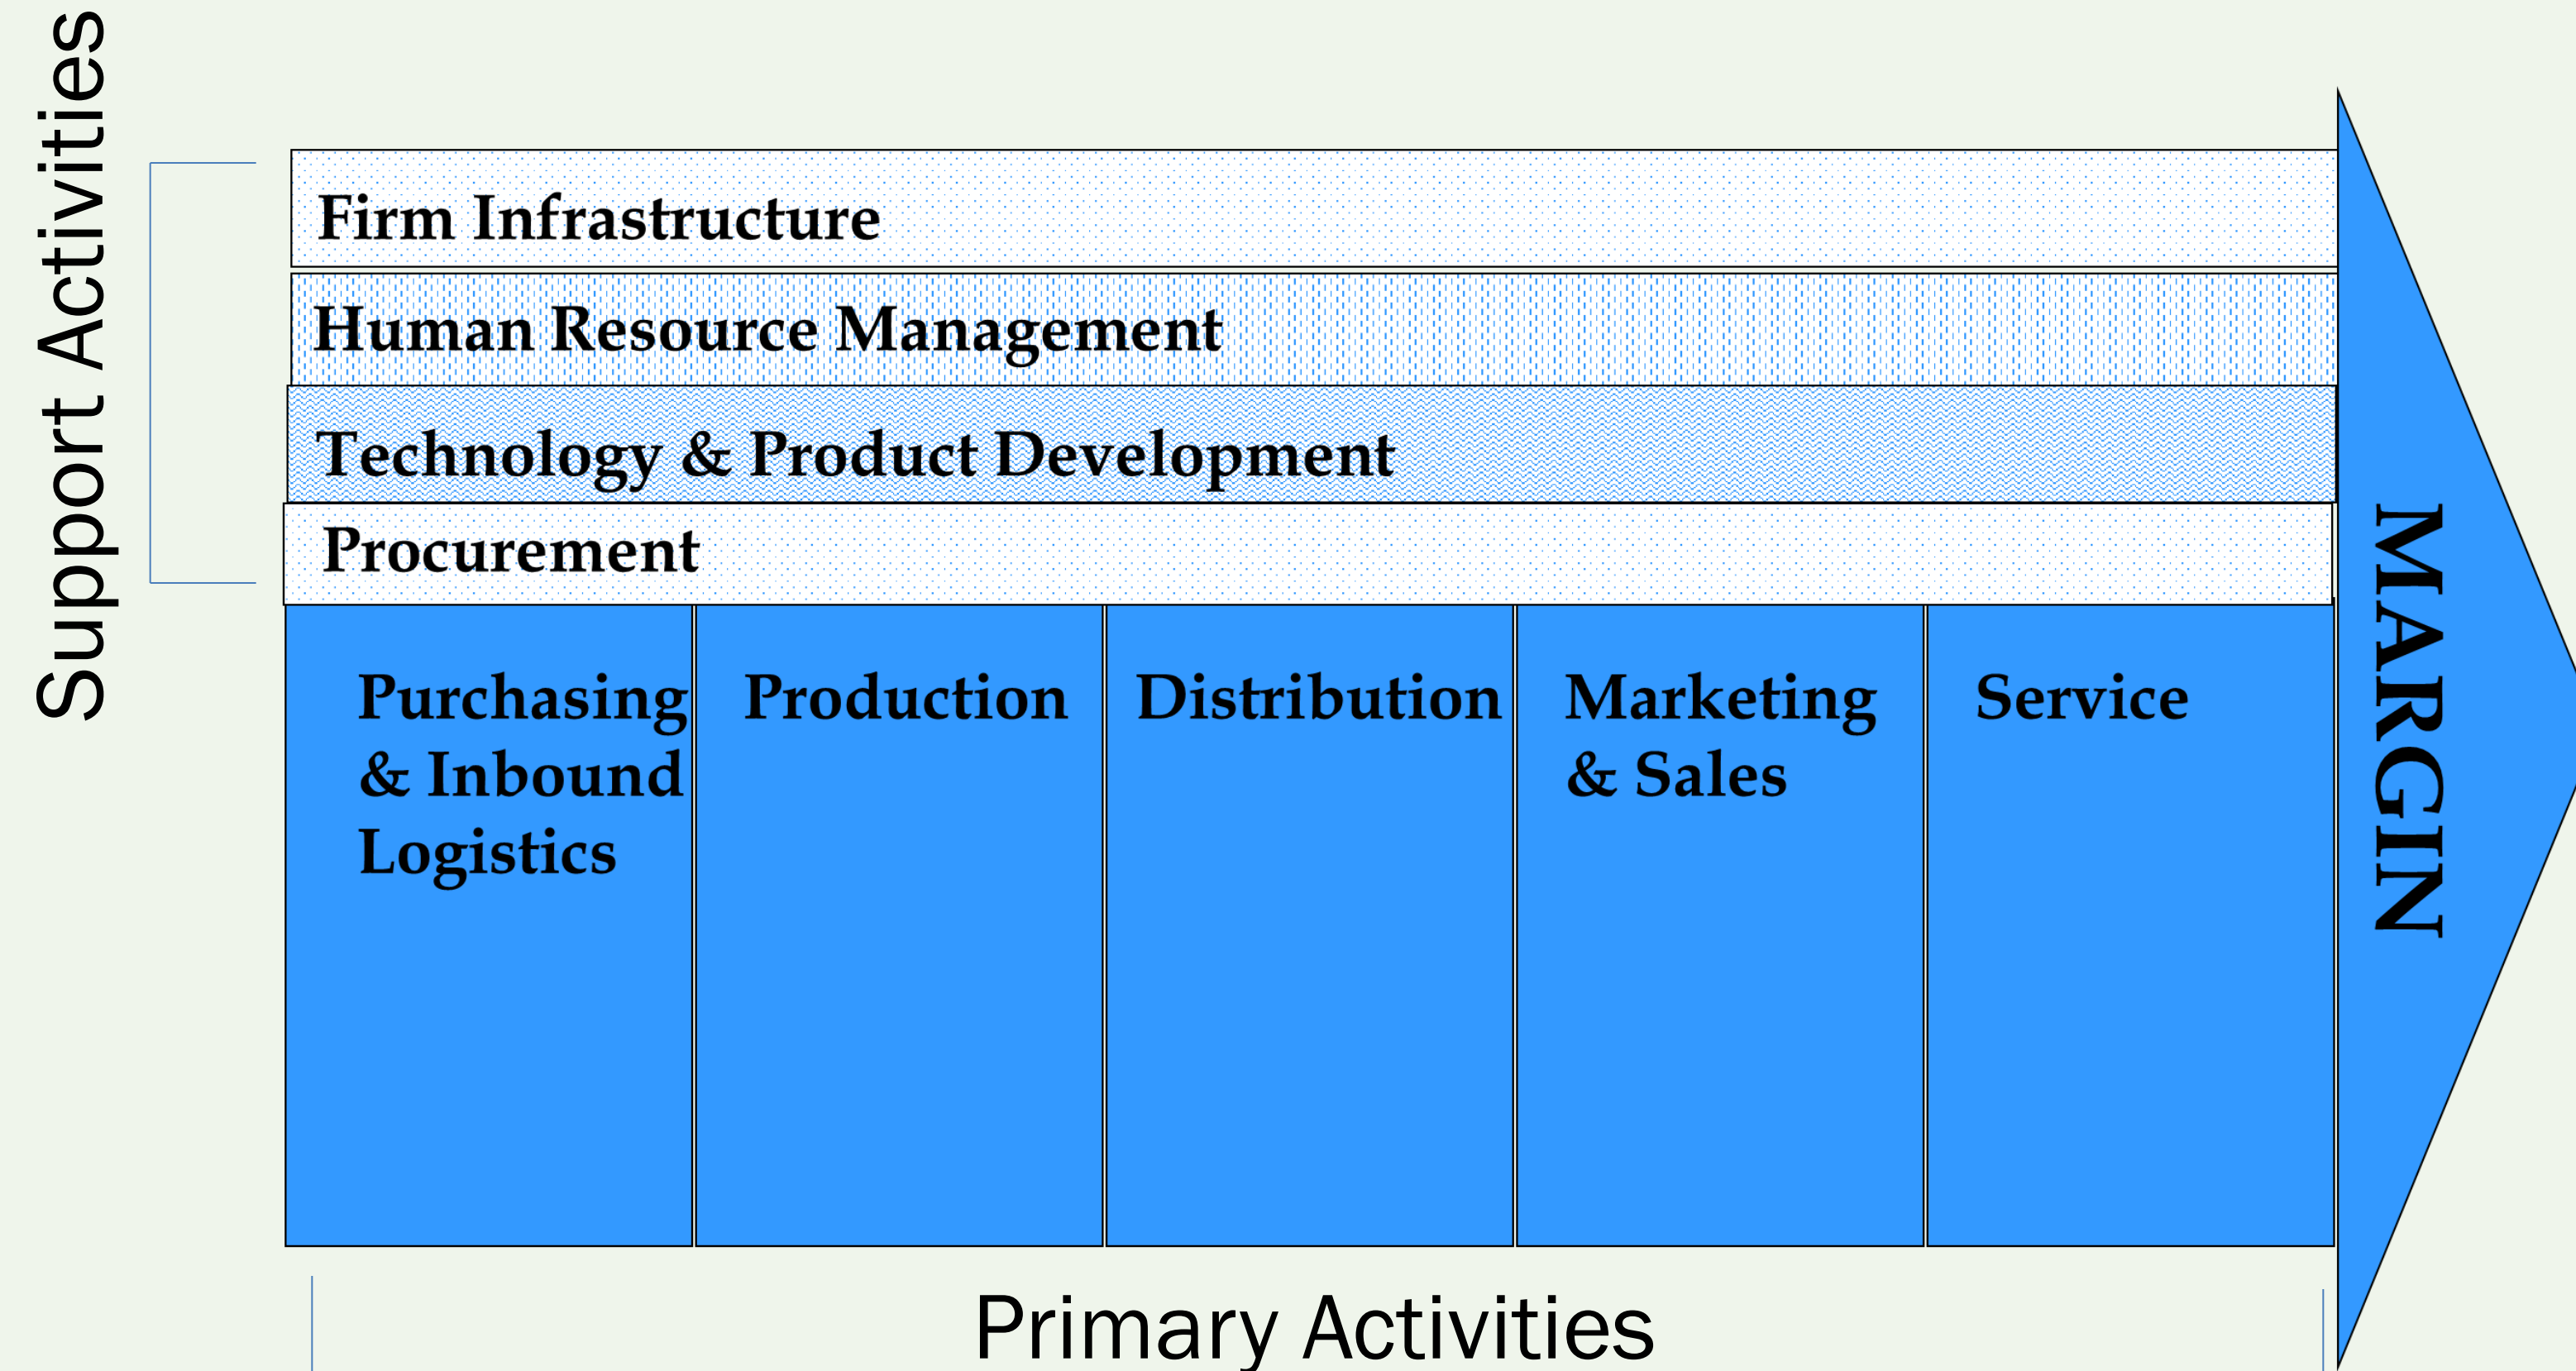 Support Activities
Firm Infrastructure
Human Resource Management
Technology & Product Development
Procurement
Purchasing
& Inbound
Logistics
Production
Distribution
Marketing
& Sales
Service
MARGIN
Primary Activities